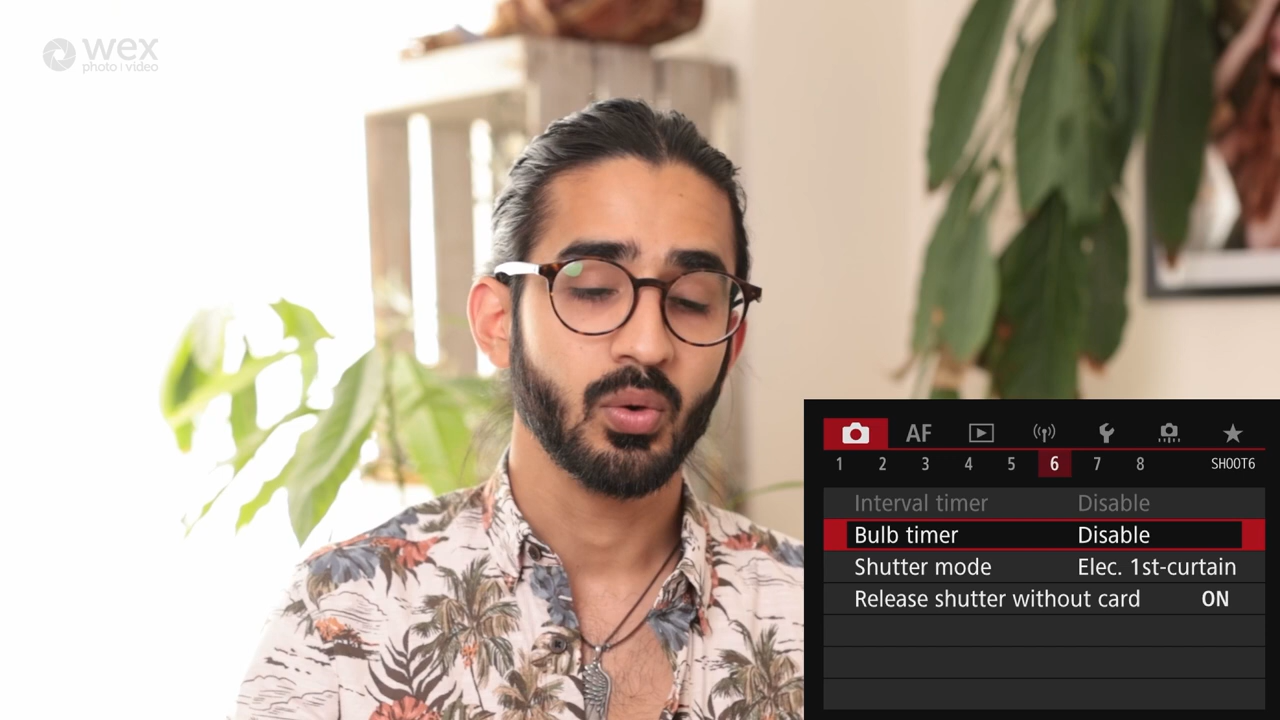 wex
photo | video
AF
1 2 3 4 5 6 7 8 SHOOT6
Interval timer Disable
Bulb timer Disable
Shutter mode Elec. 1st-curtain
Release shutter without card ON